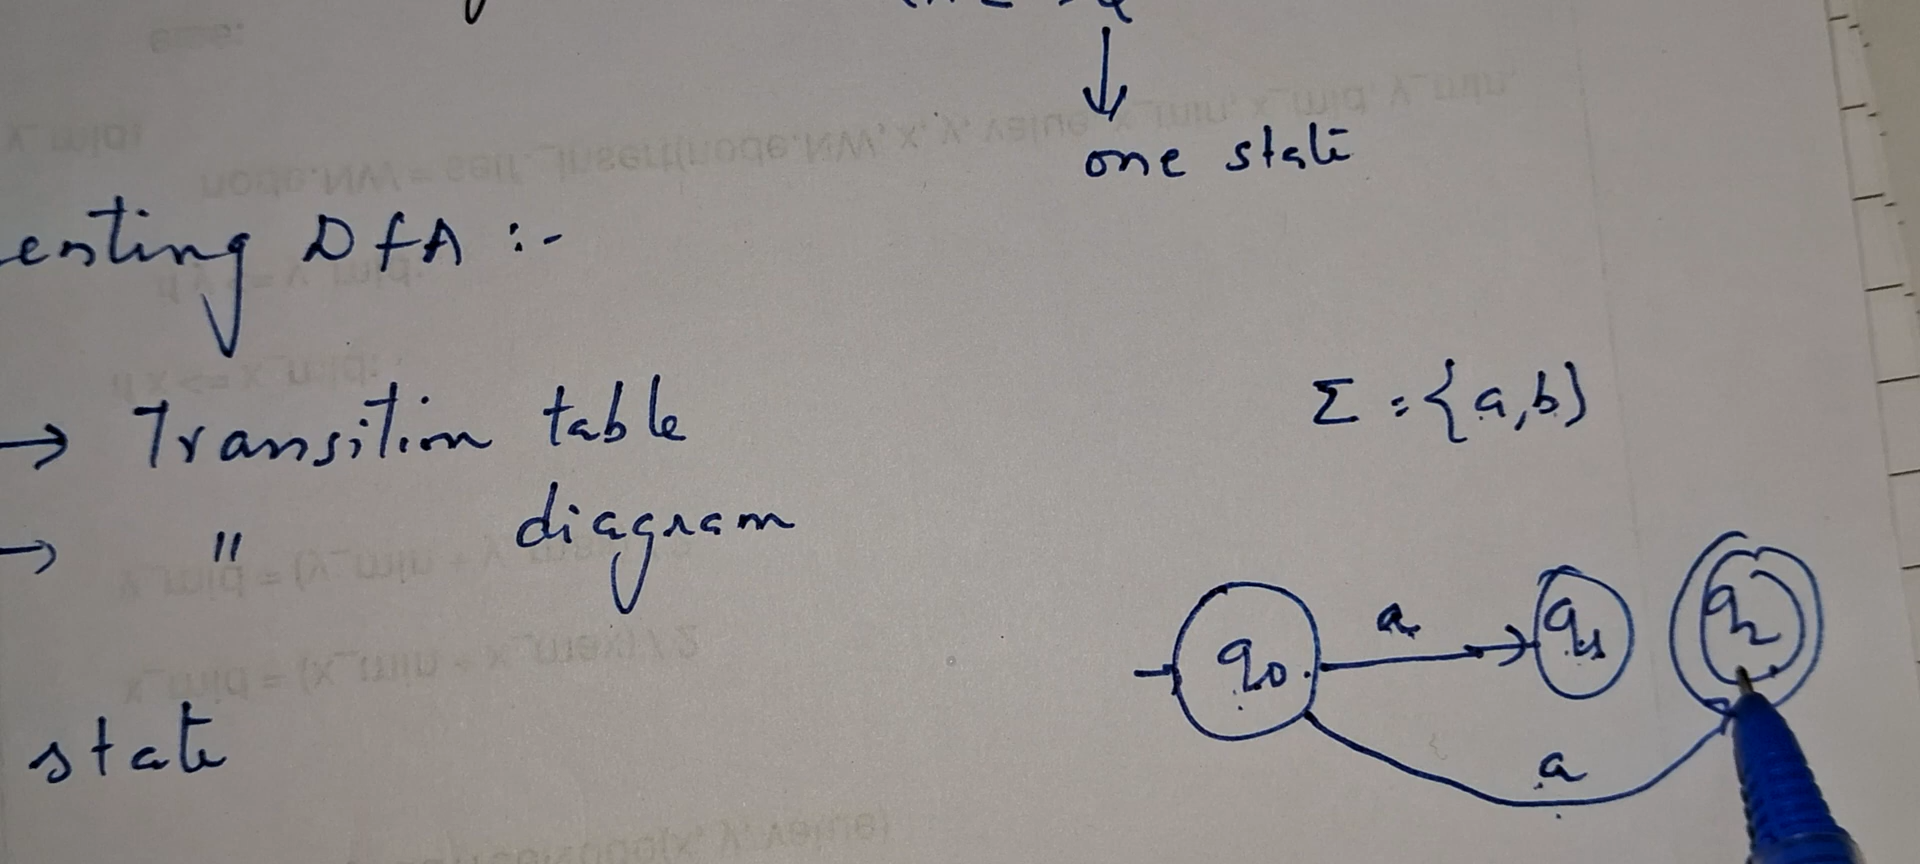 one state
enting DFA :-
→ Transition table
Σ = {a,b}
→ " diagram
q0 a q1 q2
a
state